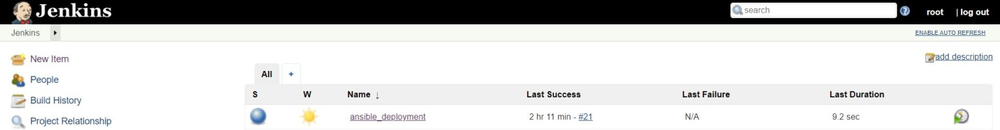 Jenkins
search
root | log out
Jenkins
ENABLE AUTO REFRESH
New Item
People
Build History
Project Relationship
add description
All +
S W Name ↓ Last Success Last Failure Last Duration
ansible_deployment 2 hr 11 min - #21 N/A 9.2 sec